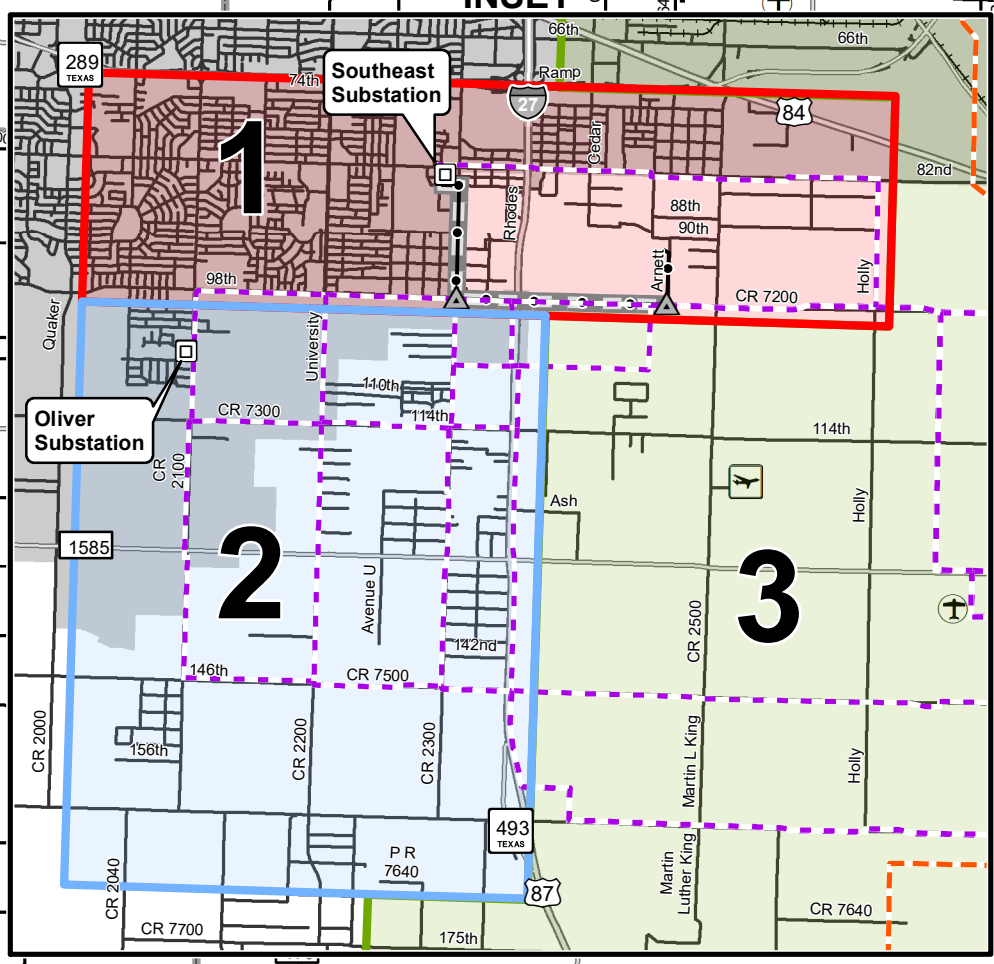 INSET
66th
66th
289
TEXAS
74th
Southeast
Substation
Ramp
27
84
1
Cedar
82nd
Rhodes
88th
90th
Arnett
Holly
98th
CR 7200
Quaker
University
110th
114th
CR 7300
Oliver
Substation
CR
2100
114th
Ash
Holly
1585
2
3
Avenue U
CR 2500
142nd
146th
CR 7500
CR 2000
CR 2200
CR 2300
156th
Martin L King
Holly
493
TEXAS
P R
7640
87
CR 2040
Martin
Luther King
CR 7640
CR 7700
175th